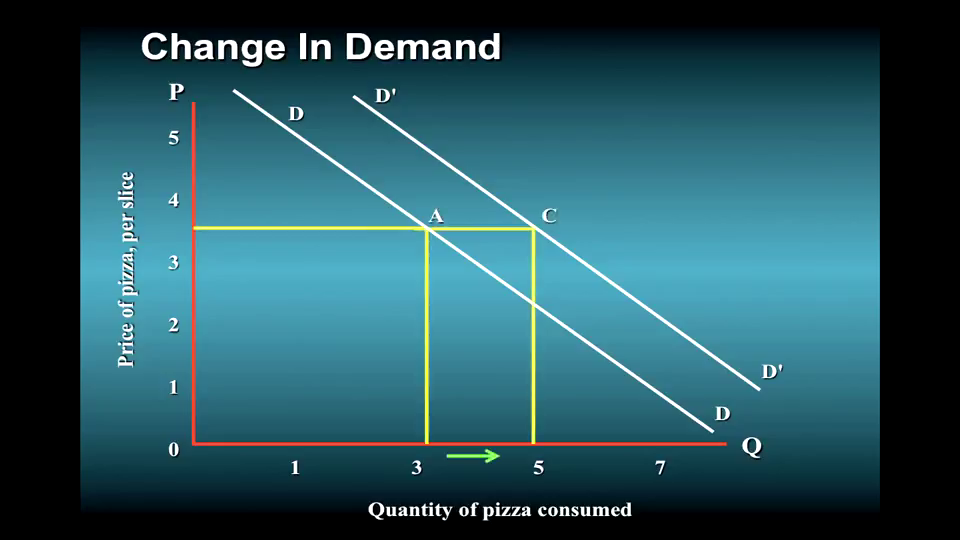 Change In Demand
P
D'
D
5
4
A
C
3
2
1
D'
D
0
Q
1
3
5
7
Price of pizza, per slice
Quantity of pizza consumed